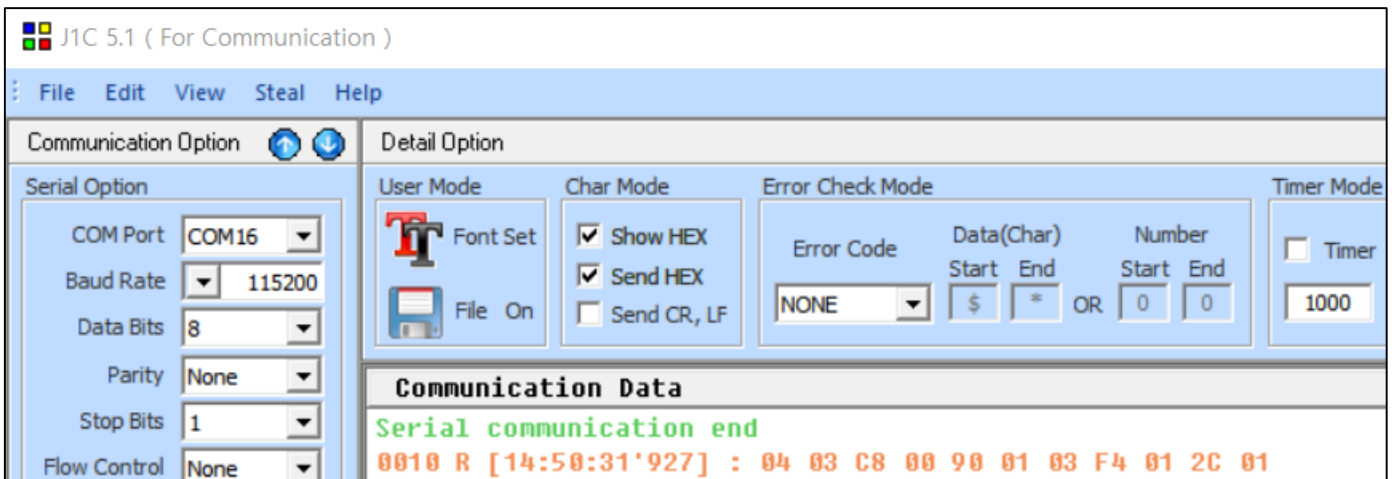 J1C 5.1 ( For Communication )
File Edit View Steal Help
Communication Option
Serial Option
COM Port COM16
Baud Rate 115200
Data Bits 8
Parity None
Stop Bits 1
Flow Control None
Detail Option
User Mode
Font Set
File On
Char Mode
Show HEX
Send HEX
Send CR, LF
Error Check Mode
Error Code
NONE
Data(Char)
Start End
$ *
OR
Number
Start End
0 0
Timer Mode
Timer
1000
Communication Data
Serial communication end
0010 R [14:50:31'927] : 04 03 C8 00 90 01 03 F4 01 2C 01